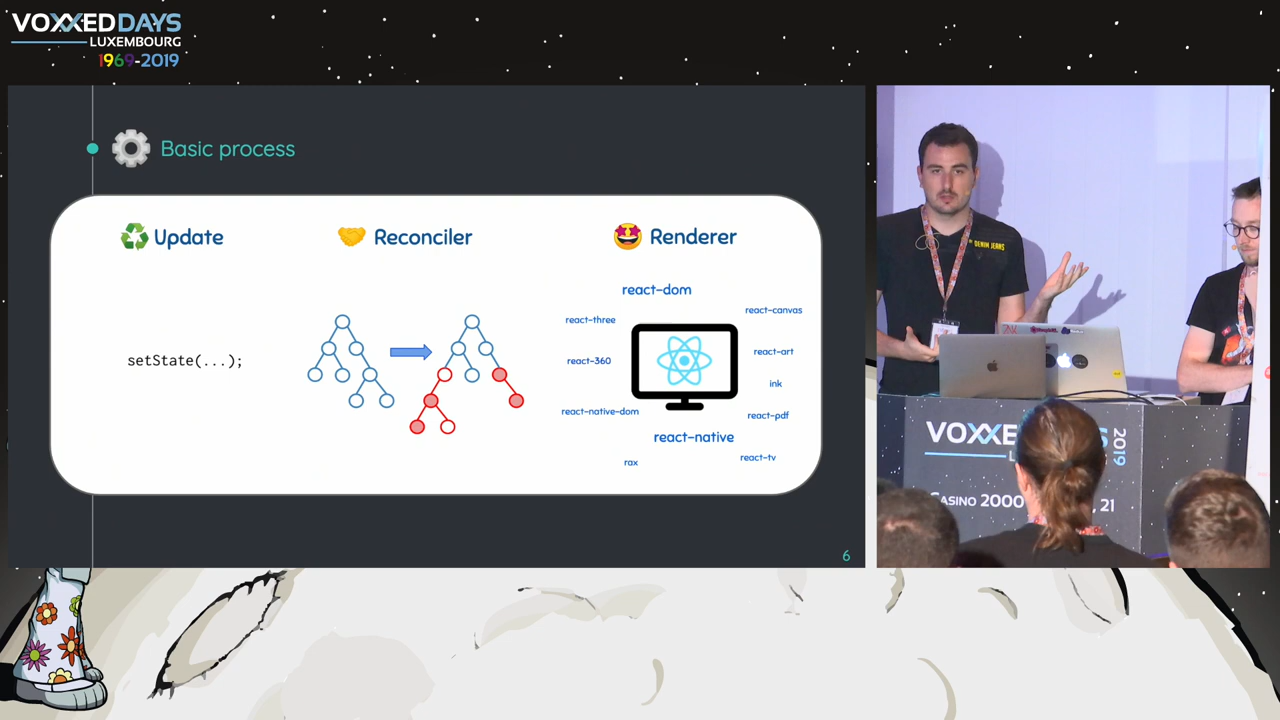 VOXXEDDAYS
LUXEMBOURG
1969-2019
Basic process
Update
Reconciler
Renderer
setState(...);
react-dom
react-canvas
react-three
react-art
react-360
ink
react-native-dom
react-pdf
react-native
react-tv
rax
6
DENIM JEANS
VOXXE
S
2019
L
CASINO 2000
, 21